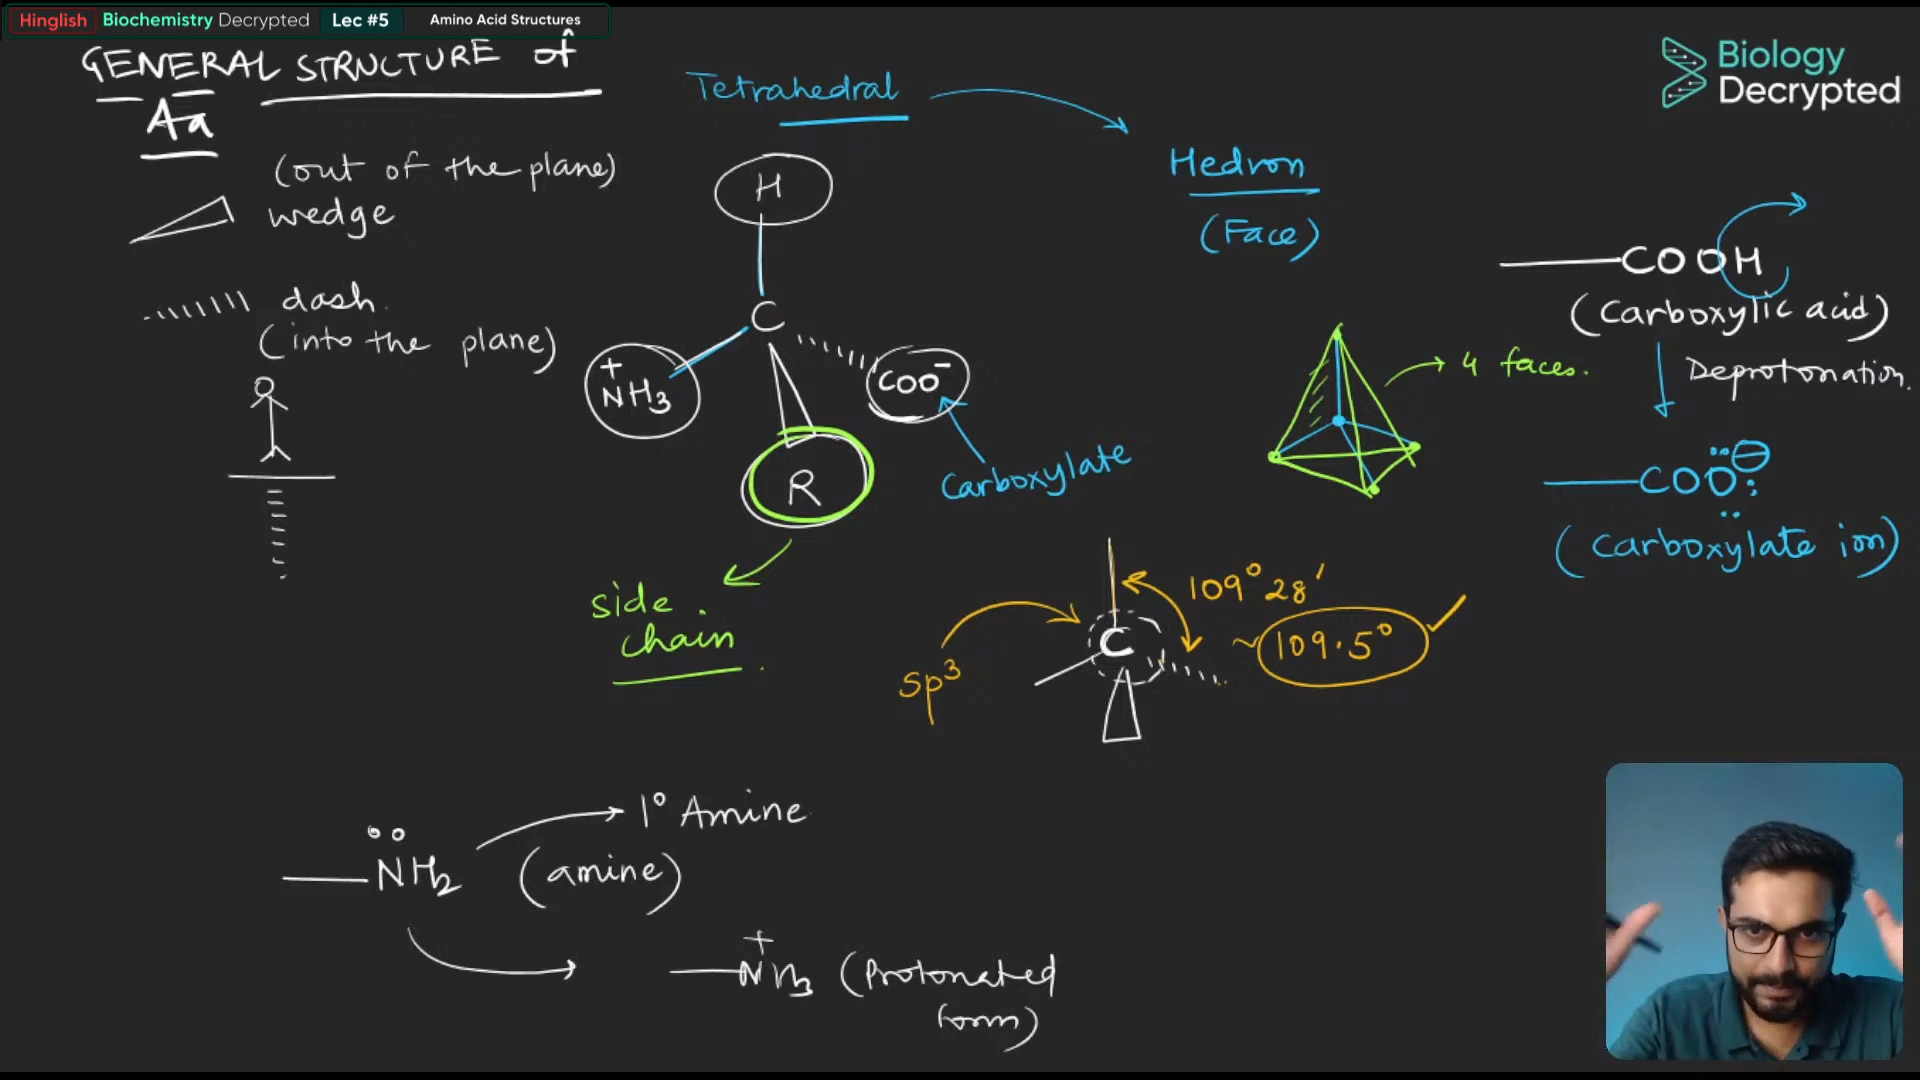 Hinglish Biochemistry Decrypted Lec #5 Amino Acid Structures
GENERAL STRUCTURE of
Aa
Biology
Decrypted
Tetrahedral
Hedron
(Face)
(out of the plane)
wedge
dash
(into the plane)
H
C
+
NH3
COO-
R
Carboxylate
side
chain
4 faces.
COOH
(Carboxylic acid)
Deprotonation.
COO⊖
(Carboxylate ion)
109°28'
~109.5°
C
sp³
NH2
1° Amine
(amine)
+
NH3 (Protonated
form)